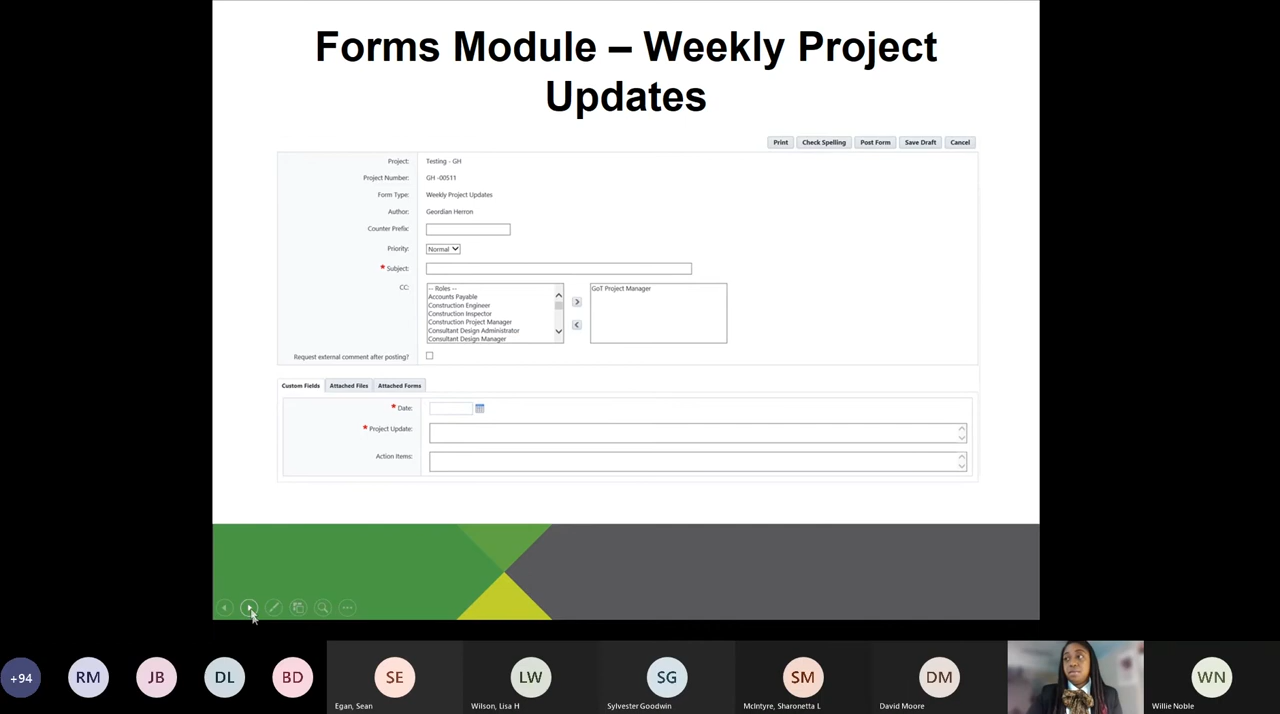 Forms Module – Weekly Project
Updates
Print Check Spelling Post Form Save Draft Cancel
Project: Testing - GH
Project Number: GH -00511
Form Type: Weekly Project Updates
Author: Geordian Herron
Counter Prefix:
Priority: Normal
* Subject:
CC: -- Roles -- GoT Project Manager
Accounts Payable
Construction Engineer
Construction Inspector
Construction Project Manager
Consultant Design Administrator
Consultant Design Manager
Request external comment after posting?
Custom Fields Attached Files Attached Forms
* Date:
* Project Update:
Action Items:
+94 RM JB DL BD SE LW SG SM DM WN
Egan, Sean Wilson, Lisa H Sylvester Goodwin McIntyre, Sharonetta L David Moore Willie Noble